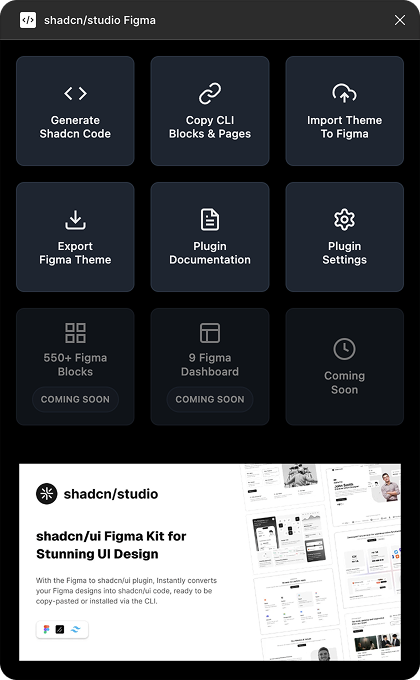 shadcn/studio Figma
Generate
Shadcn Code
Copy CLI
Blocks & Pages
Import Theme
To Figma
Export
Figma Theme
Plugin
Documentation
Plugin
Settings
550+ Figma
Blocks
COMING SOON
9 Figma
Dashboard
COMING SOON
Coming
Soon
shadcn/studio
shadcn/ui Figma Kit for
Stunning UI Design
With the Figma to shadcn/ui plugin, Instantly converts
your Figma designs into shadcn/ui code, ready to be
copy-pasted or installed via the CLI.